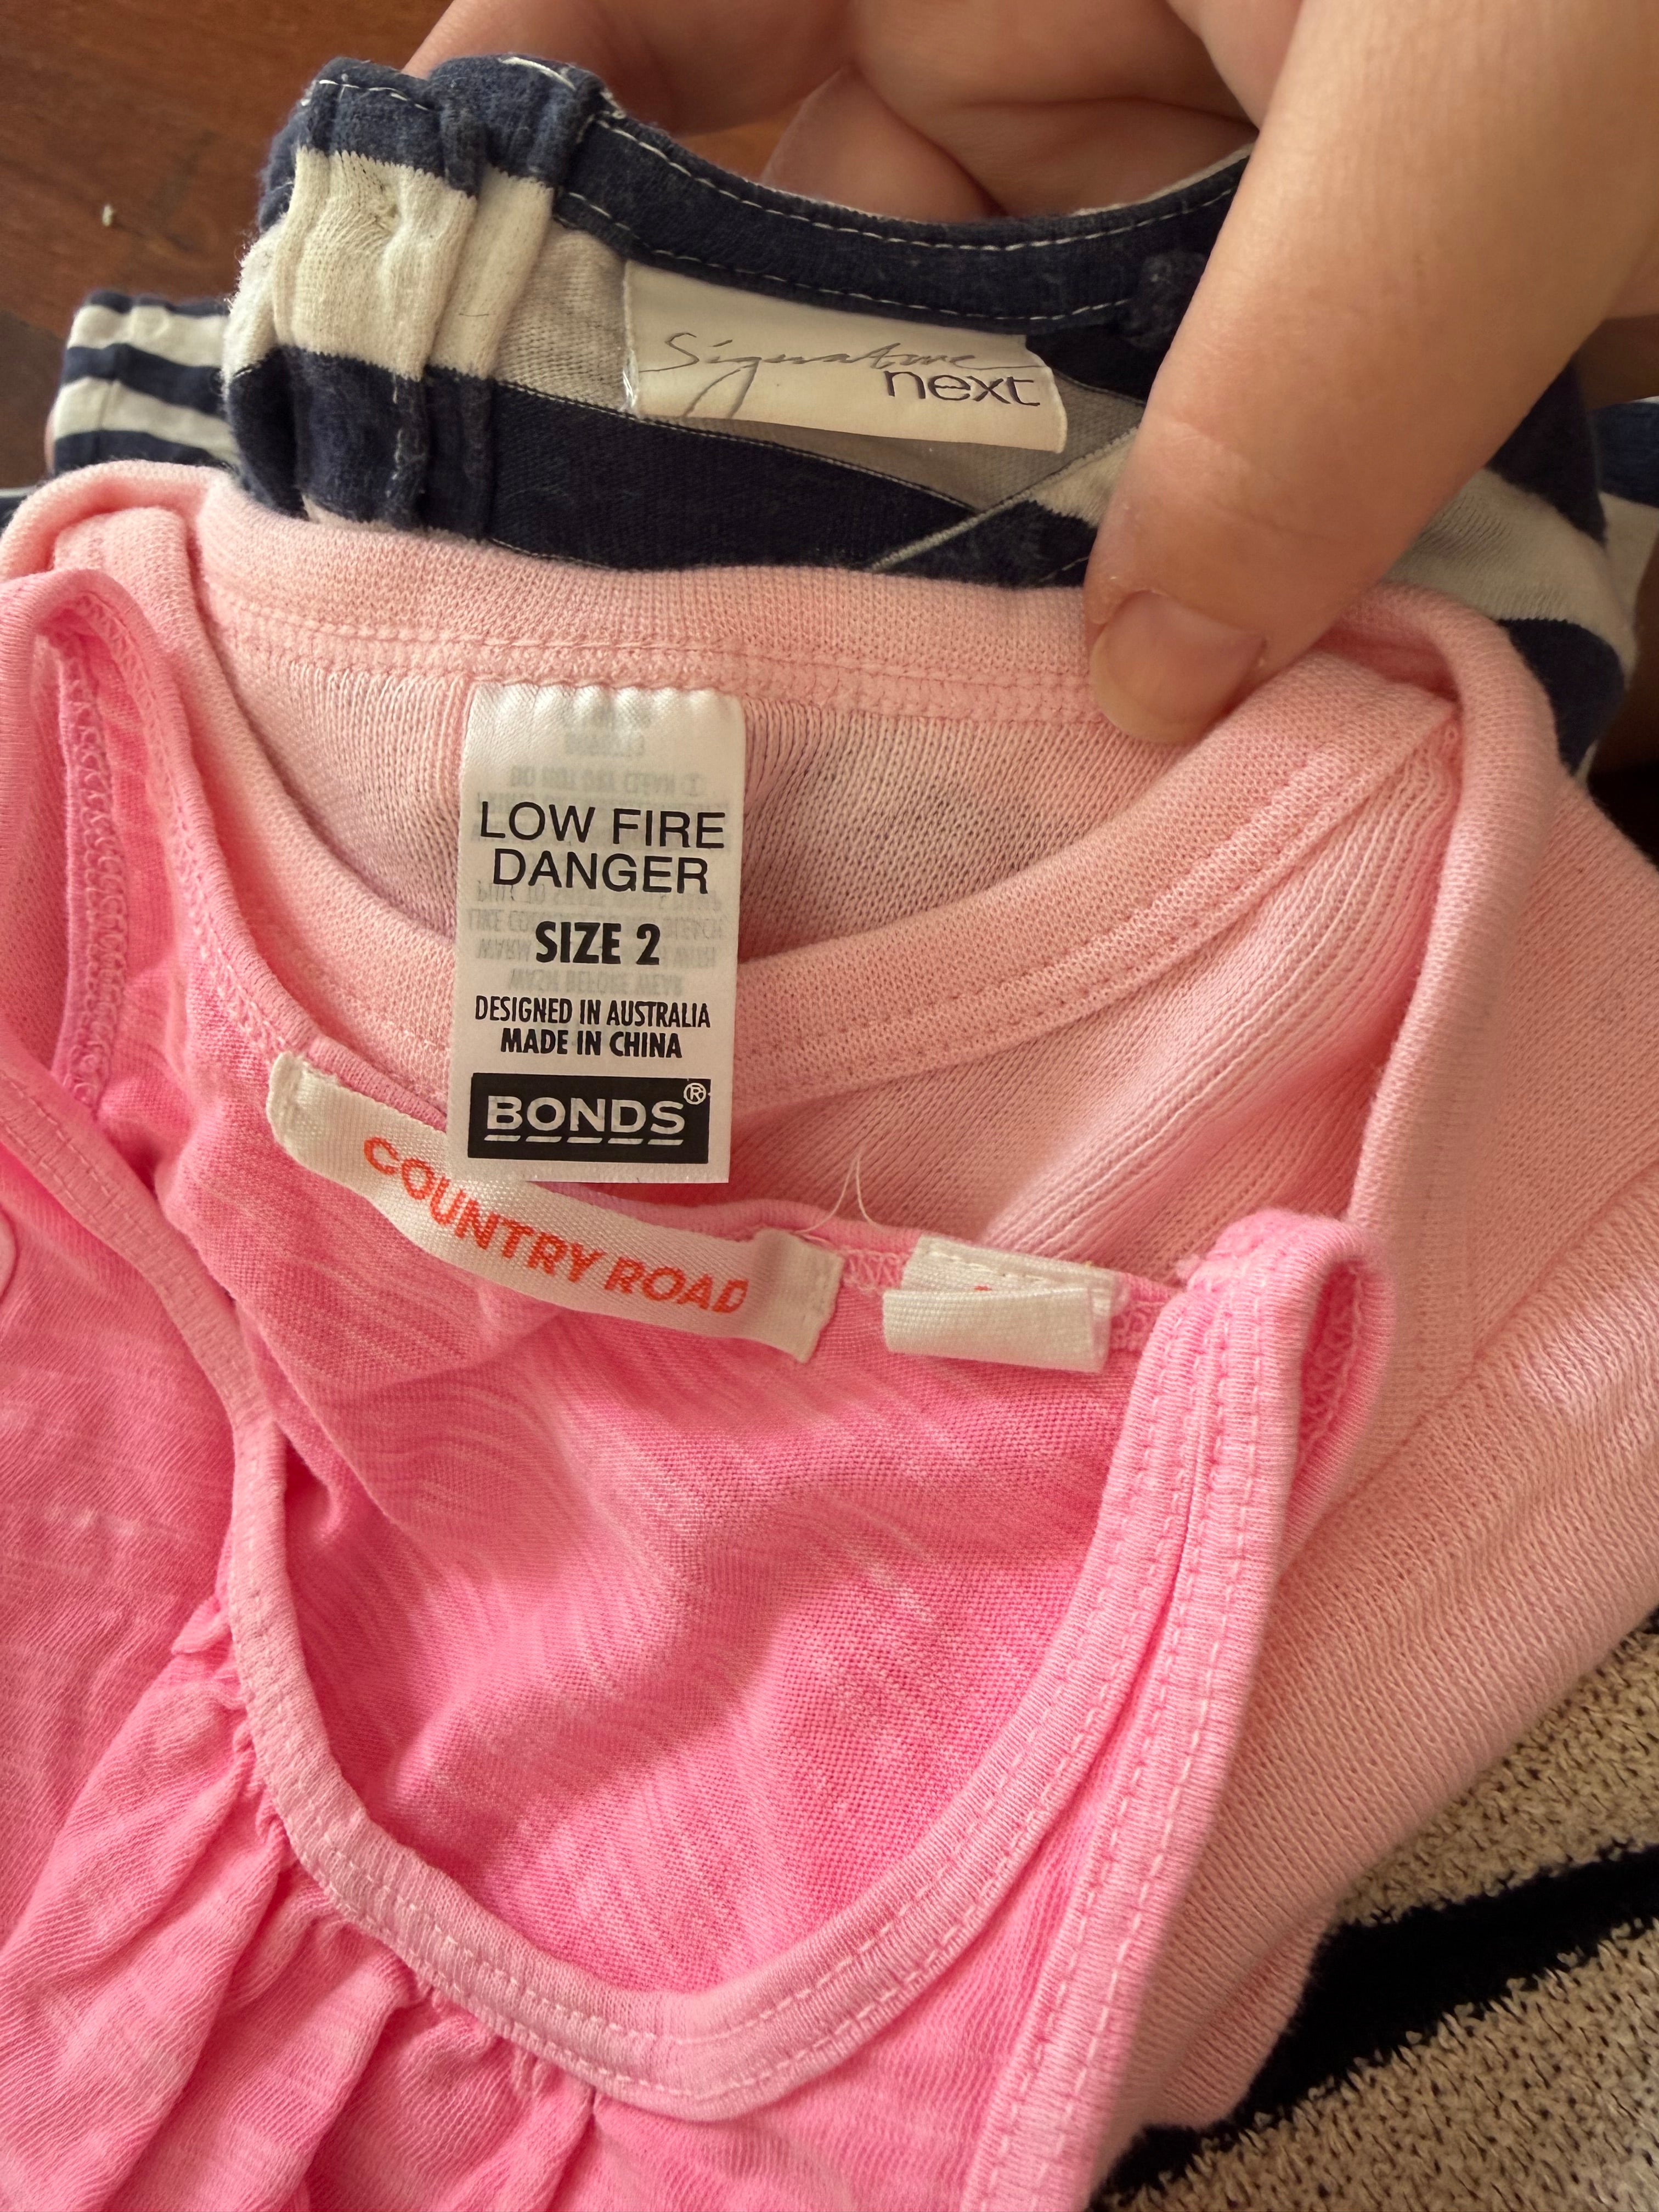 Signature
next
LOW FIRE
DANGER
SIZE 2
DESIGNED IN AUSTRALIA
MADE IN CHINA
BONDS®
COUNTRY ROAD